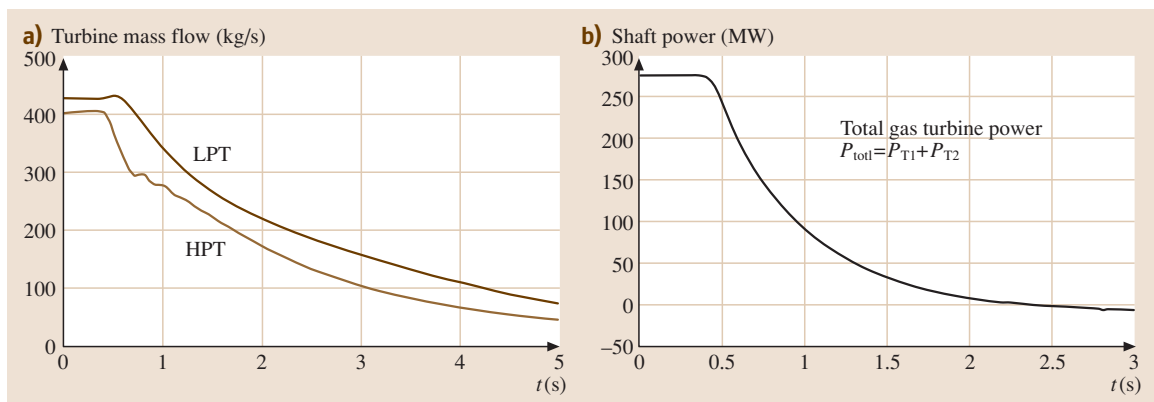 a) Turbine mass flow (kg/s)
500
400
300
200
100
0
0 1 2 3 4 5
t(s)
LPT
HPT
b) Shaft power (MW)
300
250
200
150
100
50
0
–50
0 0.5 1 1.5 2 2.5 3
t(s)
Total gas turbine power
Ptotl=PT1+PT2